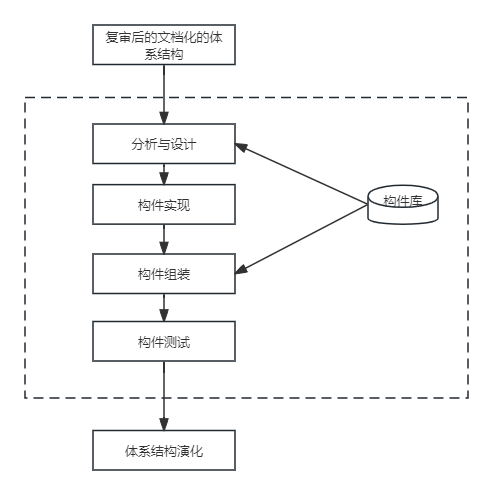 复审后的文档化的体
系结构
分析与设计
构件实现
构件库
构件组装
构件测试
体系结构演化